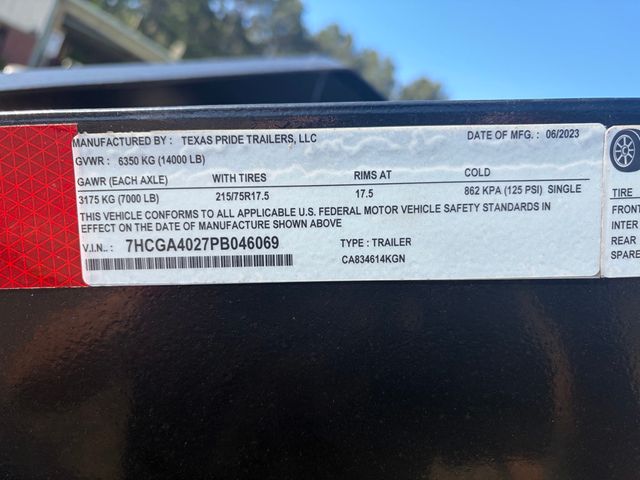 MANUFACTURED BY : TEXAS PRIDE TRAILERS, LLC DATE OF MFG. : 06/2023
GVWR : 6350 KG (14000 LB)
GAWR (EACH AXLE) WITH TIRES RIMS AT COLD
3175 KG (7000 LB) 215/75R17.5 17.5 862 KPA (125 PSI) SINGLE
THIS VEHICLE CONFORMS TO ALL APPLICABLE U.S. FEDERAL MOTOR VEHICLE SAFETY STANDARDS IN
EFFECT ON THE DATE OF MANUFACTURE SHOWN ABOVE
V.I.N. : 7HCGA4027PB046069 TYPE : TRAILER
CA834614KGN
TIRE
FRONT
INTER
REAR
SPARE